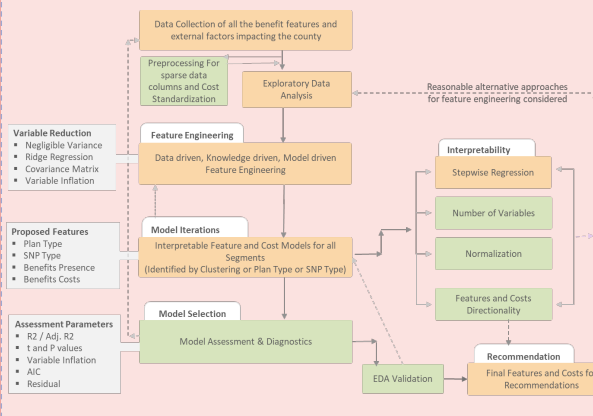 Data Collection of all the benefit features and
external factors impacting the county
Preprocessing For
sparse data
columns and Cost
Standardization
Exploratory Data
Analysis
Reasonable alternative approaches
for feature engineering considered
Variable Reduction
▪ Negligible Variance
▪ Ridge Regression
▪ Covariance Matrix
▪ Variable Inflation
Feature Engineering
Data driven, Knowledge driven, Model driven
Feature Engineering
Interpretability
Stepwise Regression
Number of Variables
Normalization
Features and Costs
Directionality
Proposed Features
▪ Plan Type
▪ SNP Type
▪ Benefits Presence
▪ Benefits Costs
Model Iterations
Interpretable Feature and Cost Models for all
Segments
(Identified by Clustering or Plan Type or SNP Type)
Assessment Parameters
▪ R2 / Adj. R2
▪ t and P values
▪ Variable Inflation
▪ AIC
▪ Residual
Model Selection
Model Assessment & Diagnostics
EDA Validation
Recommendation
Final Features and Costs fo
Recommendations